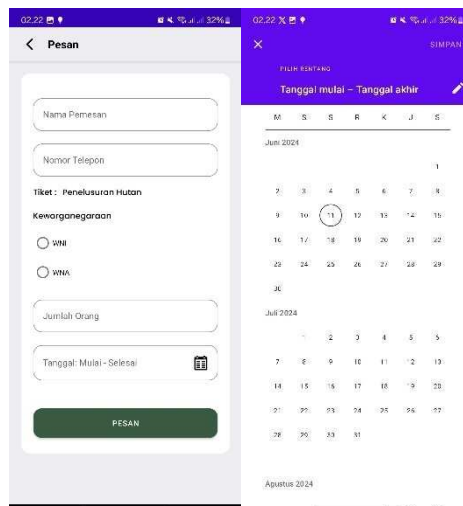 02.22
32%
Pesan
Nama Pemesan
Nomor Telepon
Tiket : Penelusuran Hutan
Kewarganegaraan
WNI
WNA
Jumlah Orang
Tanggal: Mulai - Selesai
PESAN
02.22
32%
SIMPAN
PILIH RENTANG
Tanggal mulai – Tanggal akhir
M S S R K J S
Juni 2024
1
2 3 4 5 6 7 8
9 10 11 12 13 14 15
16 17 18 19 20 21 22
23 24 25 26 27 28 29
30
Juli 2024
1 2 3 4 5 6
7 8 9 10 11 12 13
14 15 16 17 18 19 20
21 22 23 24 25 26 27
28 29 30 31
Agustus 2024